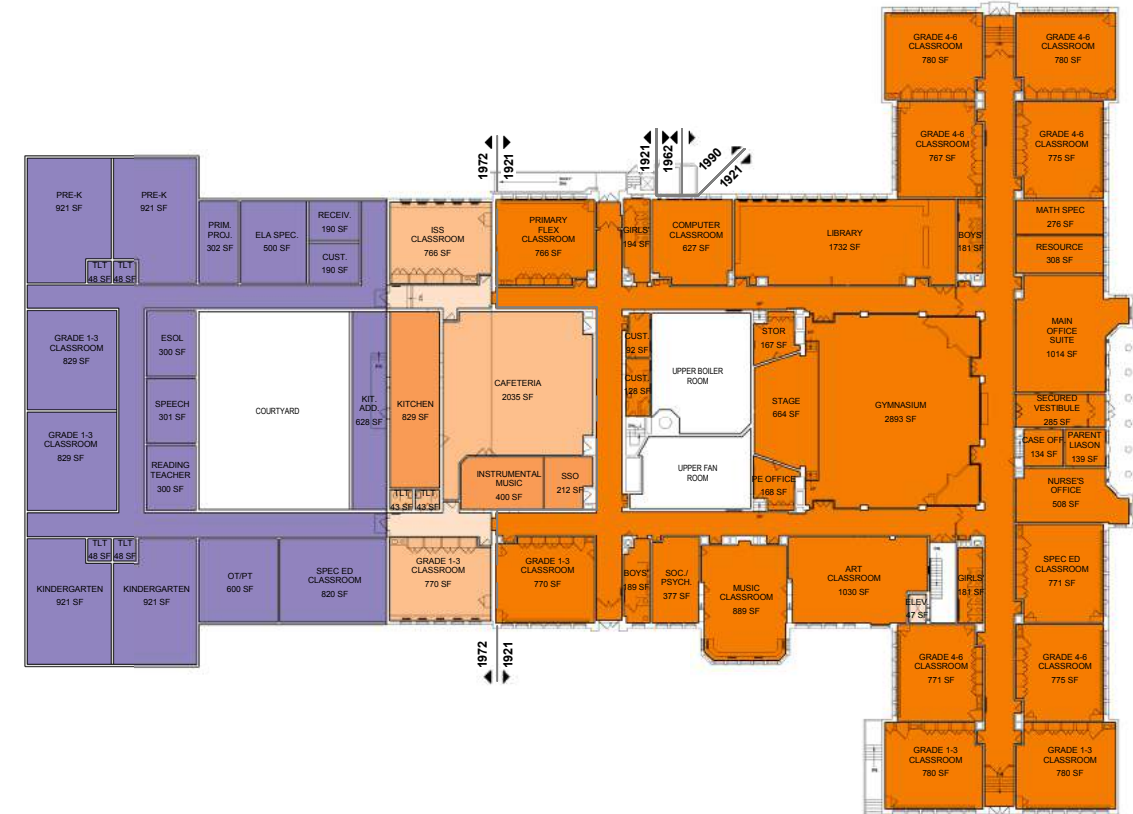 GRADE 4-6
CLASSROOM
780 SF
GRADE 4-6
CLASSROOM
780 SF
GRADE 4-6
CLASSROOM
767 SF
GRADE 4-6
CLASSROOM
775 SF
1972
1921
1921
1962
1990
1921
PRE-K
921 SF
PRE-K
921 SF
TLT
48 SF
TLT
48 SF
PRIM.
PROJ.
302 SF
ELA SPEC.
500 SF
RECEIV.
190 SF
CUST.
190 SF
ISS
CLASSROOM
766 SF
PRIMARY
FLEX
CLASSROOM
766 SF
GIRLS'
194 SF
COMPUTER
CLASSROOM
627 SF
LIBRARY
1732 SF
BOYS'
181 SF
MATH SPEC
276 SF
RESOURCE
308 SF
GRADE 1-3
CLASSROOM
829 SF
ESOL
300 SF
SPEECH
301 SF
GRADE 1-3
CLASSROOM
829 SF
READING
TEACHER
300 SF
COURTYARD
KIT.
ADD.
628 SF
KITCHEN
829 SF
CAFETERIA
2035 SF
INSTRUMENTAL
MUSIC
400 SF
SSO
212 SF
TLT
43 SF
TLT
43 SF
CUST.
92 SF
CUST.
128 SF
UPPER BOILER
ROOM
UPPER FAN
ROOM
STOR
167 SF
STAGE
664 SF
PE OFFICE
168 SF
GYMNASIUM
2893 SF
MAIN
OFFICE
SUITE
1014 SF
SECURED
VESTIBULE
285 SF
CASE OFF
134 SF
PARENT
LIASON
139 SF
NURSE'S
OFFICE
508 SF
TLT
48 SF
TLT
48 SF
KINDERGARTEN
921 SF
KINDERGARTEN
921 SF
OT/PT
600 SF
SPEC ED
CLASSROOM
820 SF
GRADE 1-3
CLASSROOM
770 SF
GRADE 1-3
CLASSROOM
770 SF
BOYS'
189 SF
SOC./
PSYCH.
377 SF
MUSIC
CLASSROOM
889 SF
ART
CLASSROOM
1030 SF
ELEV.
47 SF
GIRLS'
181 SF
SPEC ED
CLASSROOM
771 SF
1972
1921
GRADE 4-6
CLASSROOM
771 SF
GRADE 4-6
CLASSROOM
775 SF
GRADE 1-3
CLASSROOM
780 SF
GRADE 1-3
CLASSROOM
780 SF